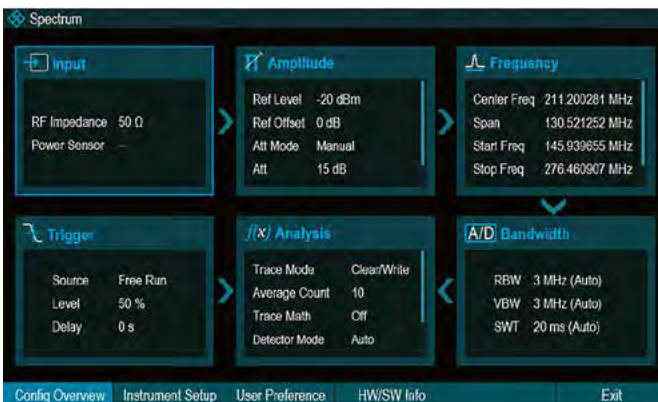 Spectrum
Input
RF Impedance 50 Ω
Power Sensor --
Amplitude
Ref Level -20 dBm
Ref Offset 0 dB
Att Mode Manual
Att 15 dB
Frequency
Center Freq 211.200281 MHz
Span 130.521252 MHz
Start Freq 145.939655 MHz
Stop Freq 276.460907 MHz
Trigger
Source Free Run
Level 50 %
Delay 0 s
f(x) Analysis
Trace Mode Clear/Write
Average Count 10
Trace Math Off
Detector Mode Auto
A/D Bandwidth
RBW 3 MHz (Auto)
VBW 3 MHz (Auto)
SWT 20 ms (Auto)
Config Overview Instrument Setup User Preference HW/SW Info Exit